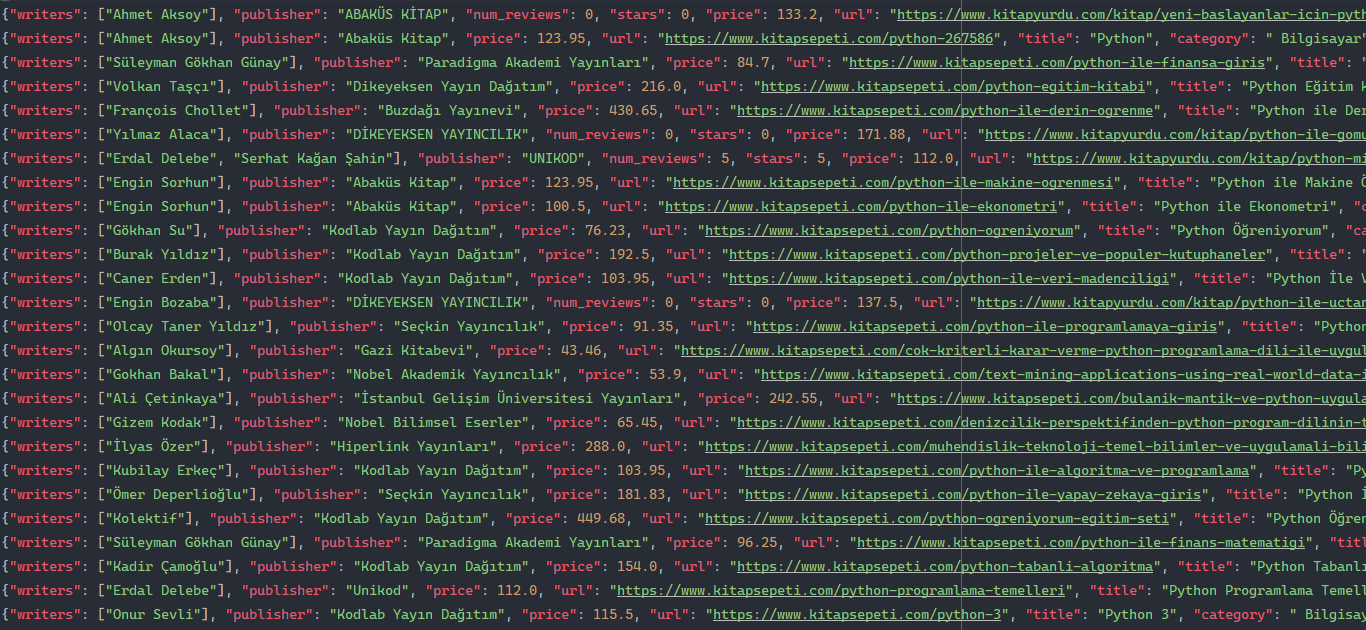 {"writers": ["Ahmet Aksoy"], "publisher": "ABAKÜS KİTAP", "num_reviews": 0, "stars": 0, "price": 133.2, "url": "https://www.kitapyurdu.com/kitap/yeni-baslayanlar-icin-pyth
{"writers": ["Ahmet Aksoy"], "publisher": "Abaküs Kitap", "price": 123.95, "url": "https://www.kitapsepeti.com/python-267586", "title": "Python", "category": " Bilgisayar"
{"writers": ["Süleyman Gökhan Günay"], "publisher": "Paradigma Akademi Yayınları", "price": 84.7, "url": "https://www.kitapsepeti.com/python-ile-finansa-giris", "title": "
{"writers": ["Volkan Taşçı"], "publisher": "Dikeyeksen Yayın Dağıtım", "price": 216.0, "url": "https://www.kitapsepeti.com/python-egitim-kitabi", "title": "Python Eğitim k
{"writers": ["François Chollet"], "publisher": "Buzdağı Yayınevi", "price": 430.65, "url": "https://www.kitapsepeti.com/python-ile-derin-ogrenme", "title": "Python ile Der
{"writers": ["Yılmaz Alaca"], "publisher": "DİKEYEKSEN YAYINCILIK", "num_reviews": 0, "stars": 0, "price": 171.88, "url": "https://www.kitapyurdu.com/kitap/python-ile-gomu
{"writers": ["Erdal Delebe", "Serhat Kağan Şahin"], "publisher": "UNIKOD", "num_reviews": 5, "stars": 5, "price": 112.0, "url": "https://www.kitapyurdu.com/kitap/python-mi
{"writers": ["Engin Sorhun"], "publisher": "Abaküs Kitap", "price": 123.95, "url": "https://www.kitapsepeti.com/python-ile-makine-ogrenmesi", "title": "Python ile Makine Ö
{"writers": ["Engin Sorhun"], "publisher": "Abaküs Kitap", "price": 100.5, "url": "https://www.kitapsepeti.com/python-ile-ekonometri", "title": "Python ile Ekonometri", "c
{"writers": ["Gökhan Su"], "publisher": "Kodlab Yayın Dağıtım", "price": 76.23, "url": "https://www.kitapsepeti.com/python-ogreniyorum", "title": "Python Öğreniyorum", "ca
{"writers": ["Burak Yıldız"], "publisher": "Kodlab Yayın Dağıtım", "price": 192.5, "url": "https://www.kitapsepeti.com/python-projeler-ve-populer-kutuphaneler", "title": "
{"writers": ["Caner Erden"], "publisher": "Kodlab Yayın Dağıtım", "price": 103.95, "url": "https://www.kitapsepeti.com/python-ile-veri-madenciligi", "title": "Python İle V
{"writers": ["Engin Bozaba"], "publisher": "DİKEYEKSEN YAYINCILIK", "num_reviews": 0, "stars": 0, "price": 137.5, "url": "https://www.kitapyurdu.com/kitap/python-ile-uctan
{"writers": ["Olcay Taner Yıldız"], "publisher": "Seçkin Yayıncılık", "price": 91.35, "url": "https://www.kitapsepeti.com/python-ile-programlamaya-giris", "title": "Python
{"writers": ["Algın Okursoy"], "publisher": "Gazi Kitabevi", "price": 43.46, "url": "https://www.kitapsepeti.com/cok-kriterli-karar-verme-python-programlama-dili-ile-uygul
{"writers": ["Gokhan Bakal"], "publisher": "Nobel Akademik Yayıncılık", "price": 53.9, "url": "https://www.kitapsepeti.com/text-mining-applications-using-real-world-data-i
{"writers": ["Ali Çetinkaya"], "publisher": "İstanbul Gelişim Üniversitesi Yayınları", "price": 242.55, "url": "https://www.kitapsepeti.com/bulanik-mantik-ve-python-uygula
{"writers": ["Gizem Kodak"], "publisher": "Nobel Bilimsel Eserler", "price": 65.45, "url": "https://www.kitapsepeti.com/denizcilik-perspektifinden-python-program-dilinin-t
{"writers": ["İlyas Özer"], "publisher": "Hiperlink Yayınları", "price": 288.0, "url": "https://www.kitapsepeti.com/muhendislik-teknoloji-temel-bilimler-ve-uygulamali-bili
{"writers": ["Kubilay Erkeç"], "publisher": "Kodlab Yayın Dağıtım", "price": 103.95, "url": "https://www.kitapsepeti.com/python-ile-algoritma-ve-programlama", "title": "Py
{"writers": ["Ömer Deperlioğlu"], "publisher": "Seçkin Yayıncılık", "price": 181.83, "url": "https://www.kitapsepeti.com/python-ile-yapay-zekaya-giris", "title": "Python İ
{"writers": ["Kolektif"], "publisher": "Kodlab Yayın Dağıtım", "price": 449.68, "url": "https://www.kitapsepeti.com/python-ogreniyorum-egitim-seti", "title": "Python Öğren
{"writers": ["Süleyman Gökhan Günay"], "publisher": "Paradigma Akademi Yayınları", "price": 96.25, "url": "https://www.kitapsepeti.com/python-ile-finans-matematigi", "titl
{"writers": ["Kadir Çamoğlu"], "publisher": "Kodlab Yayın Dağıtım", "price": 154.0, "url": "https://www.kitapsepeti.com/python-tabanli-algoritma", "title": "Python Tabanlı
{"writers": ["Erdal Delebe"], "publisher": "Unikod", "price": 112.0, "url": "https://www.kitapsepeti.com/python-programlama-temelleri", "title": "Python Programlama Temell
{"writers": ["Onur Sevli"], "publisher": "Kodlab Yayın Dağıtım", "price": 115.5, "url": "https://www.kitapsepeti.com/python-3", "title": "Python 3", "category": " Bilgisay